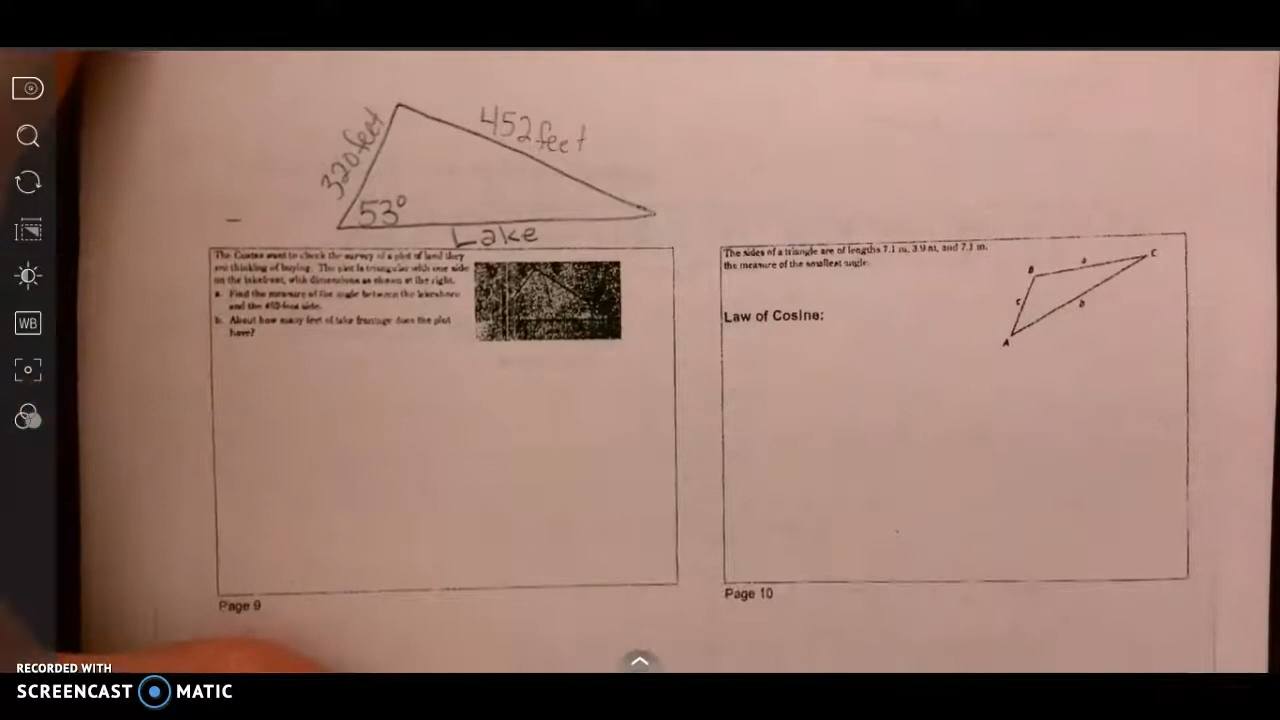 320 feet
452 feet
53°
Lake
The Costas want to check the survey of a plot of land they
are thinking of buying. The plot is triangular with one side
on the lakefront, with dimensions as shown at the right.
a. Find the measure of the angle between the lakeshore
and the 452-foot side.
b. About how many feet of lake frontage does the plot
have?
Page 9
The sides of a triangle are of lengths 7.1 m, 3.9 m, and 7.1 m.
the measure of the smallest angle.
Law of Cosine:
B
a
C
c
b
A
Page 10
WB
RECORDED WITH
SCREENCAST MATIC